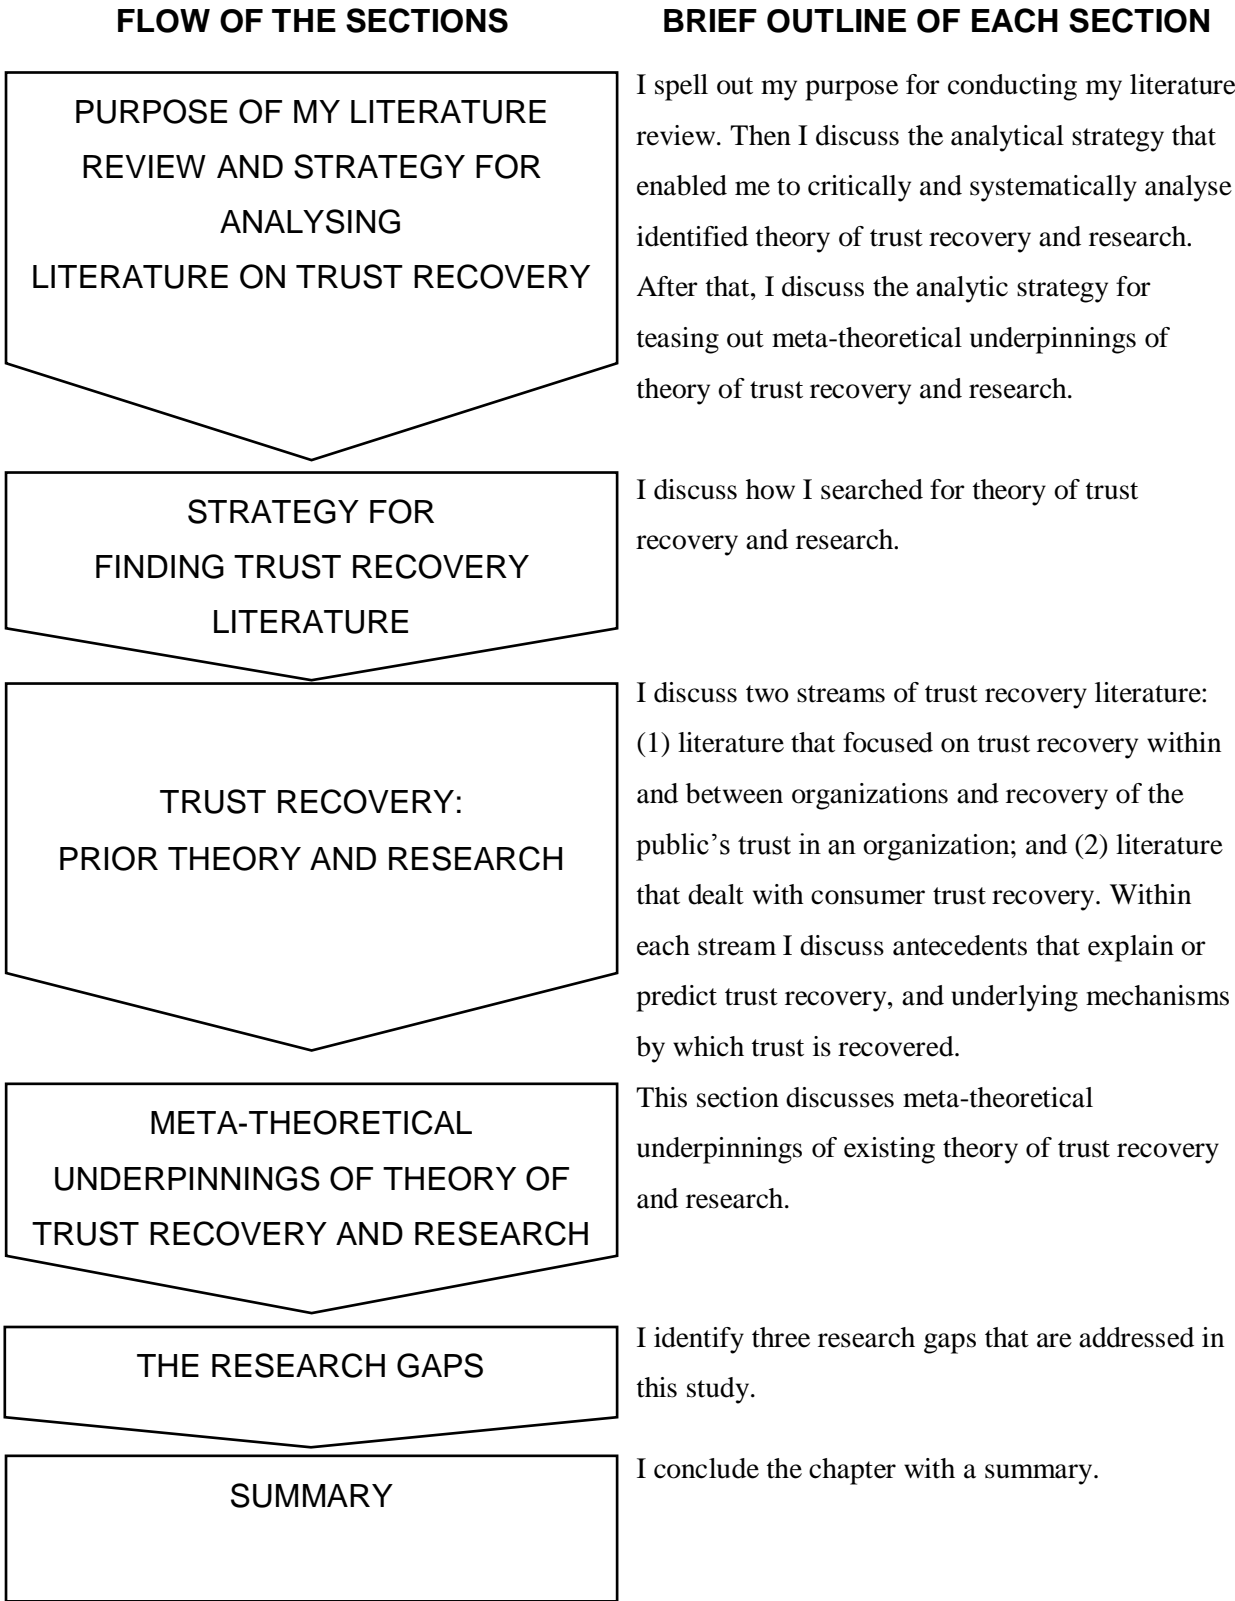 FLOW OF THE SECTIONS
BRIEF OUTLINE OF EACH SECTION
PURPOSE OF MY LITERATURE
REVIEW AND STRATEGY FOR
ANALYSING
LITERATURE ON TRUST RECOVERY
I spell out my purpose for conducting my literature
review. Then I discuss the analytical strategy that
enabled me to critically and systematically analyse
identified theory of trust recovery and research.
After that, I discuss the analytic strategy for
teasing out meta-theoretical underpinnings of
theory of trust recovery and research.
STRATEGY FOR
FINDING TRUST RECOVERY
LITERATURE
I discuss how I searched for theory of trust
recovery and research.
TRUST RECOVERY:
PRIOR THEORY AND RESEARCH
I discuss two streams of trust recovery literature:
(1) literature that focused on trust recovery within
and between organizations and recovery of the
public’s trust in an organization; and (2) literature
that dealt with consumer trust recovery. Within
each stream I discuss antecedents that explain or
predict trust recovery, and underlying mechanisms
by which trust is recovered.
META-THEORETICAL
UNDERPINNINGS OF THEORY OF
TRUST RECOVERY AND RESEARCH
This section discusses meta-theoretical
underpinnings of existing theory of trust recovery
and research.
THE RESEARCH GAPS
I identify three research gaps that are addressed in
this study.
SUMMARY
I conclude the chapter with a summary.